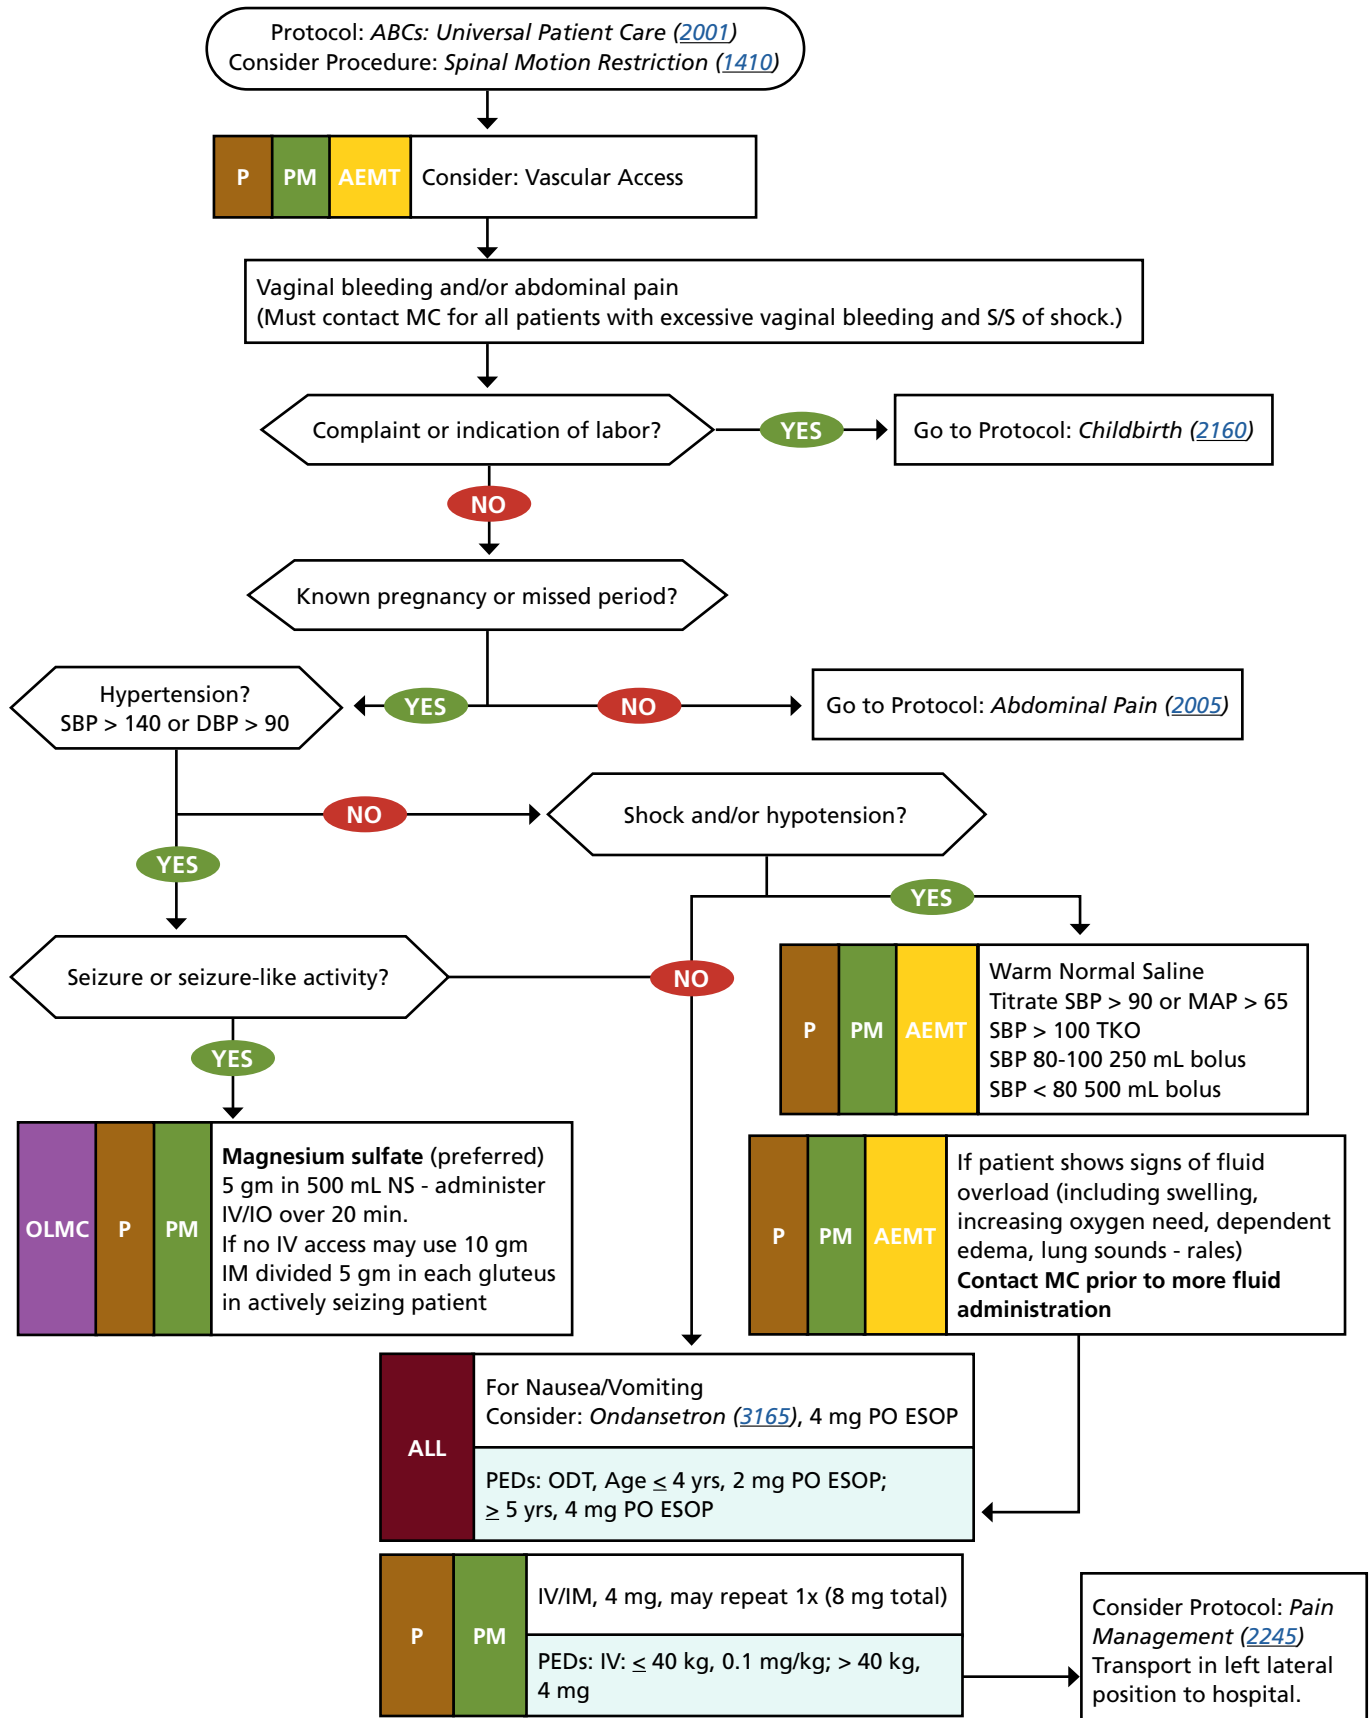 Protocol: ABCs: Universal Patient Care (2001)
Consider Procedure: Spinal Motion Restriction (1410)
P
PM
AEMT
Consider: Vascular Access
Vaginal bleeding and/or abdominal pain
(Must contact MC for all patients with excessive vaginal bleeding and S/S of shock.)
Complaint or indication of labor?
YES
Go to Protocol: Childbirth (2160)
NO
Known pregnancy or missed period?
Hypertension?
SBP > 140 or DBP > 90
YES
NO
Go to Protocol: Abdominal Pain (2005)
NO
Shock and/or hypotension?
YES
YES
Seizure or seizure-like activity?
NO
P
PM
AEMT
Warm Normal Saline
Titrate SBP > 90 or MAP > 65
SBP > 100 TKO
SBP 80-100 250 mL bolus
SBP < 80 500 mL bolus
YES
OLMC
P
PM
Magnesium sulfate (preferred)
5 gm in 500 mL NS - administer
IV/IO over 20 min.
If no IV access may use 10 gm
IM divided 5 gm in each gluteus
in actively seizing patient
P
PM
AEMT
If patient shows signs of fluid
overload (including swelling,
increasing oxygen need, dependent
edema, lung sounds - rales)
Contact MC prior to more fluid
administration
ALL
For Nausea/Vomiting
Consider: Ondansetron (3165), 4 mg PO ESOP
PEDs: ODT, Age ≤ 4 yrs, 2 mg PO ESOP;
≥ 5 yrs, 4 mg PO ESOP
P
PM
IV/IM, 4 mg, may repeat 1x (8 mg total)
PEDs: IV: ≤ 40 kg, 0.1 mg/kg; > 40 kg,
4 mg
Consider Protocol: Pain
Management (2245)
Transport in left lateral
position to hospital.